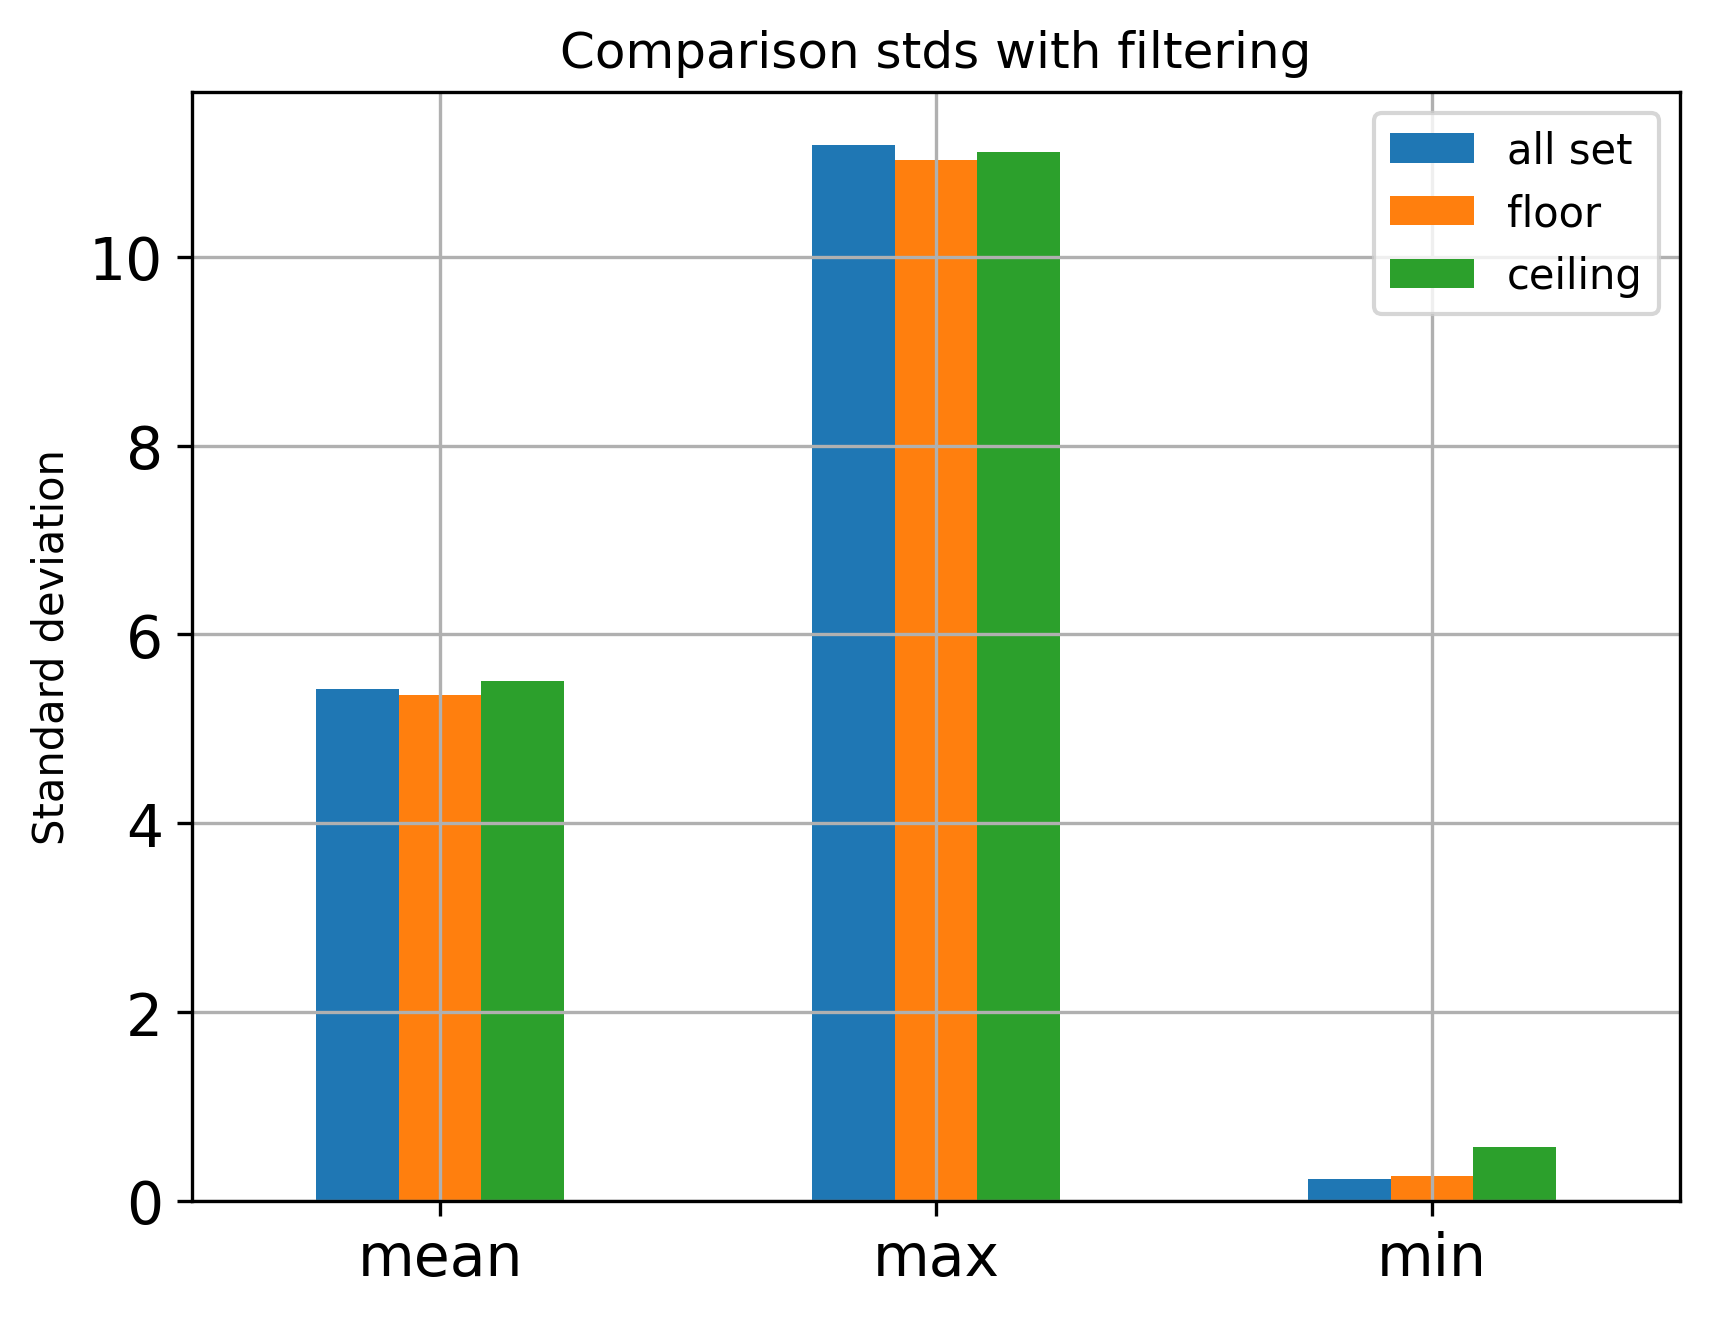 Comparison stds with filtering
all set
floor
ceiling
Standard deviation
10
8
6
4
2
0
mean
max
min